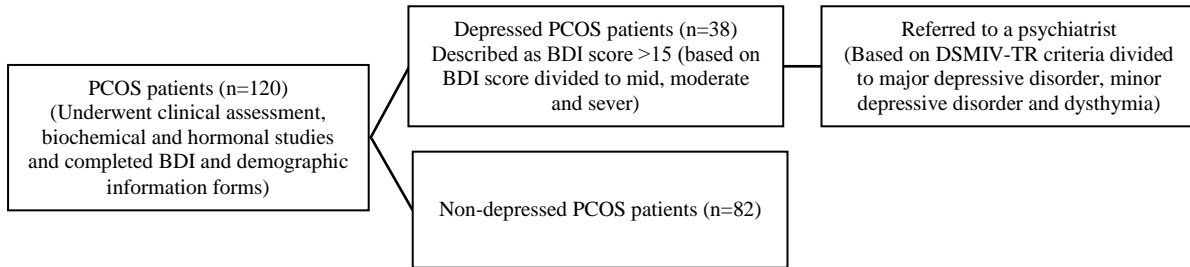 PCOS patients (n=120)
(Underwent clinical assessment,
biochemical and hormonal studies
and completed BDI and demographic
information forms)
Depressed PCOS patients (n=38)
Described as BDI score >15 (based on
BDI score divided to mid, moderate
and sever)
Referred to a psychiatrist
(Based on DSMIV-TR criteria divided
to major depressive disorder, minor
depressive disorder and dysthymia)
Non-depressed PCOS patients (n=82)